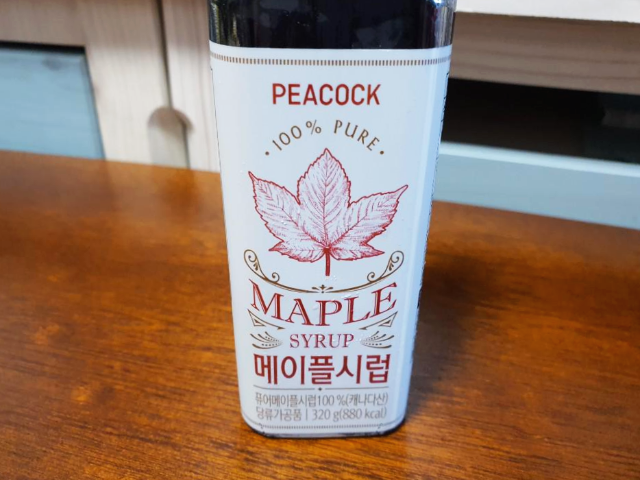 PEACOCK
· 100% PURE ·
MAPLE
SYRUP
메이플시럽
퓨어메이플시럽100%(캐나다산)
당류가공품 | 320 g(880 kcal)